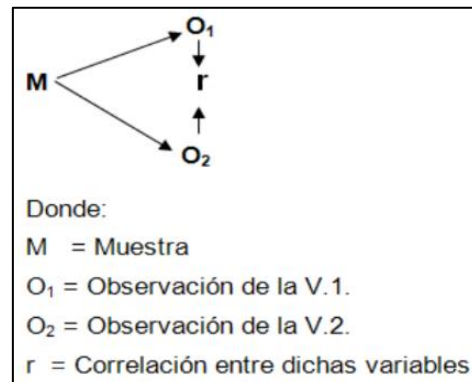 O₁
M r
O₂
Donde:
M = Muestra
O₁ = Observación de la V.1.
O₂ = Observación de la V.2.
r = Correlación entre dichas variables